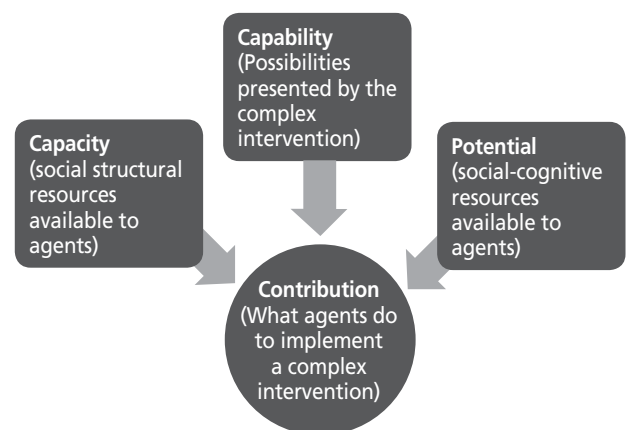 Capability
(Possibilities
presented by the
complex
intervention)
Capacity
(social structural
resources
available to
agents)
Potential
(social-cognitive
resources
available to
agents)
Contribution
(What agents do
to implement
a complex
intervention)